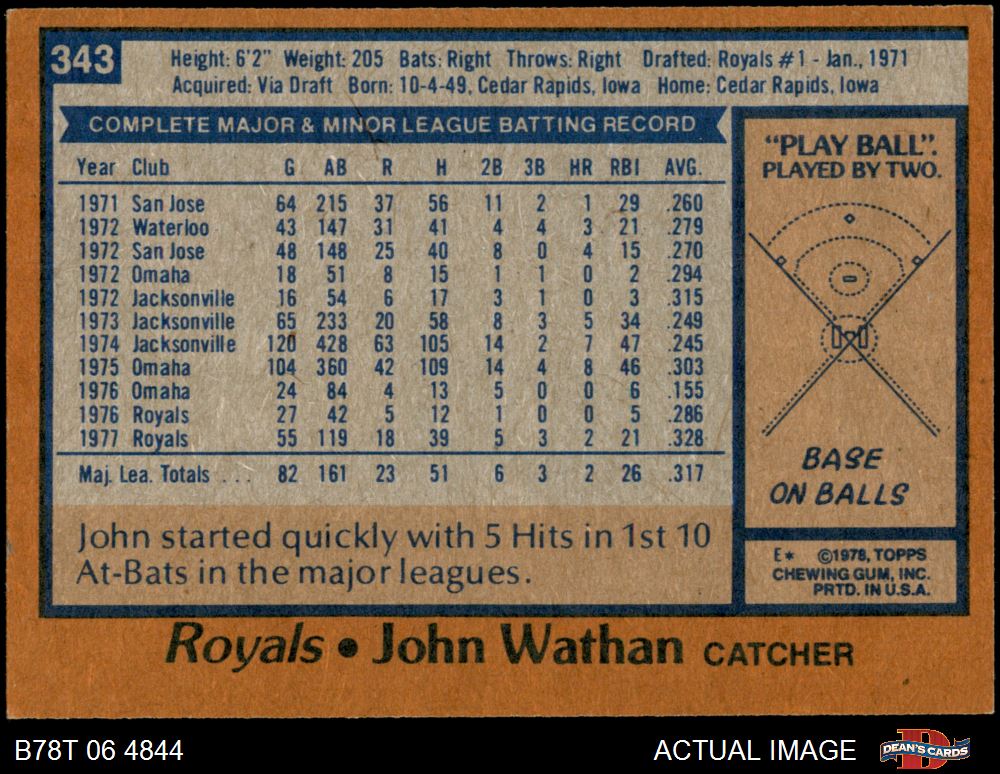 343
Height: 6'2" Weight: 205 Bats: Right Throws: Right Drafted: Royals #1 - Jan., 1971
Acquired: Via Draft Born: 10-4-49, Cedar Rapids, Iowa Home: Cedar Rapids, Iowa
COMPLETE MAJOR & MINOR LEAGUE BATTING RECORD
Year Club G AB R H 2B 3B HR RBI AVG.
1971 San Jose 64 215 37 56 11 2 1 29 .260
1972 Waterloo 43 147 31 41 4 4 3 21 .279
1972 San Jose 48 148 25 40 8 0 4 15 .270
1972 Omaha 18 51 8 15 1 1 0 2 .294
1972 Jacksonville 16 54 6 17 3 1 0 3 .315
1973 Jacksonville 65 233 20 58 8 3 5 34 .249
1974 Jacksonville 120 428 63 105 14 2 7 47 .245
1975 Omaha 104 360 42 109 14 4 8 46 .303
1976 Omaha 24 84 4 13 5 0 0 6 .155
1976 Royals 27 42 5 12 1 0 0 5 .286
1977 Royals 55 119 18 39 5 3 2 21 .328
Maj. Lea. Totals ... 82 161 23 51 6 3 2 26 .317
John started quickly with 5 Hits in 1st 10
At-Bats in the major leagues.
"PLAY BALL".
PLAYED BY TWO.
BASE
ON BALLS
E* ©1978, TOPPS
CHEWING GUM, INC.
PRTD. IN U.S.A.
Royals • John Wathan CATCHER
B78T 06 4844
ACTUAL IMAGE
D
DEAN'S CARDS